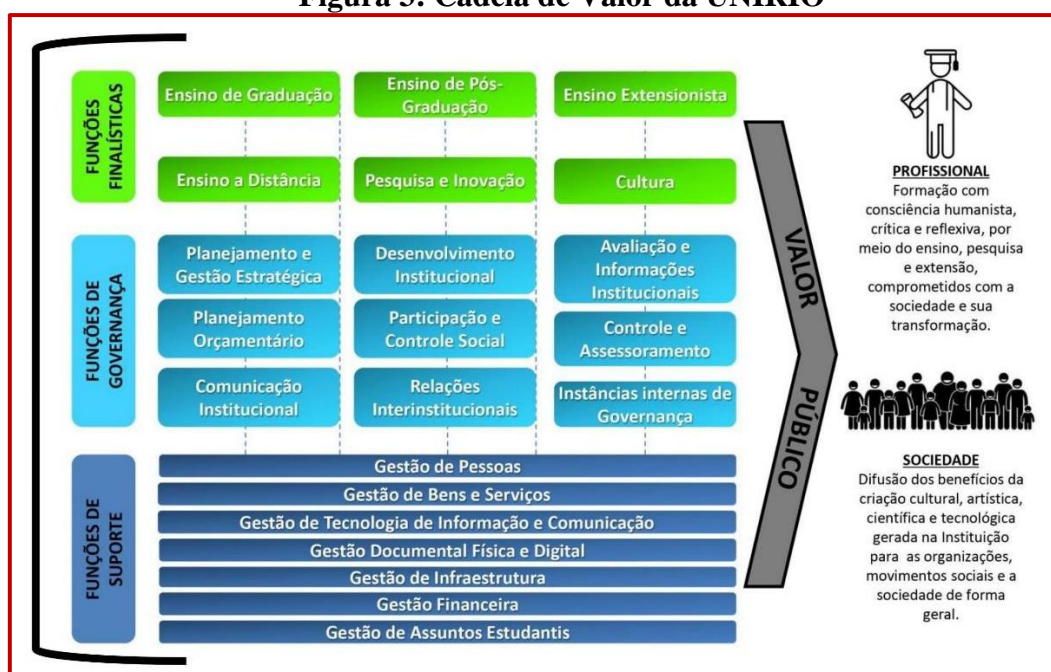 Figura 3: Cadeia de Valor da UNIRIO
FUNÇÕES
FINALÍSTICAS
Ensino de Graduação
Ensino de Pós-
Graduação
Ensino Extensionista
Ensino a Distância
Pesquisa e Inovação
Cultura
FUNÇÕES DE
GOVERNANÇA
Planejamento e
Gestão Estratégica
Desenvolvimento
Institucional
Avaliação e
Informações
Institucionais
Planejamento
Orçamentário
Participação e
Controle Social
Controle e
Assessoramento
Comunicação
Institucional
Relações
Interinstitucionais
Instâncias internas de
Governança
FUNÇÕES DE
SUPORTE
Gestão de Pessoas
Gestão de Bens e Serviços
Gestão de Tecnologia de Informação e Comunicação
Gestão Documental Física e Digital
Gestão de Infraestrutura
Gestão Financeira
Gestão de Assuntos Estudantis
VALOR
PÚBLICO
PROFISSIONAL
Formação com
consciência humanista,
crítica e reflexiva, por
meio do ensino, pesquisa
e extensão,
comprometidos com a
sociedade e sua
transformação.
SOCIEDADE
Difusão dos benefícios da
criação cultural, artística,
científica e tecnológica
gerada na Instituição
para as organizações,
movimentos sociais e a
sociedade de forma
geral.